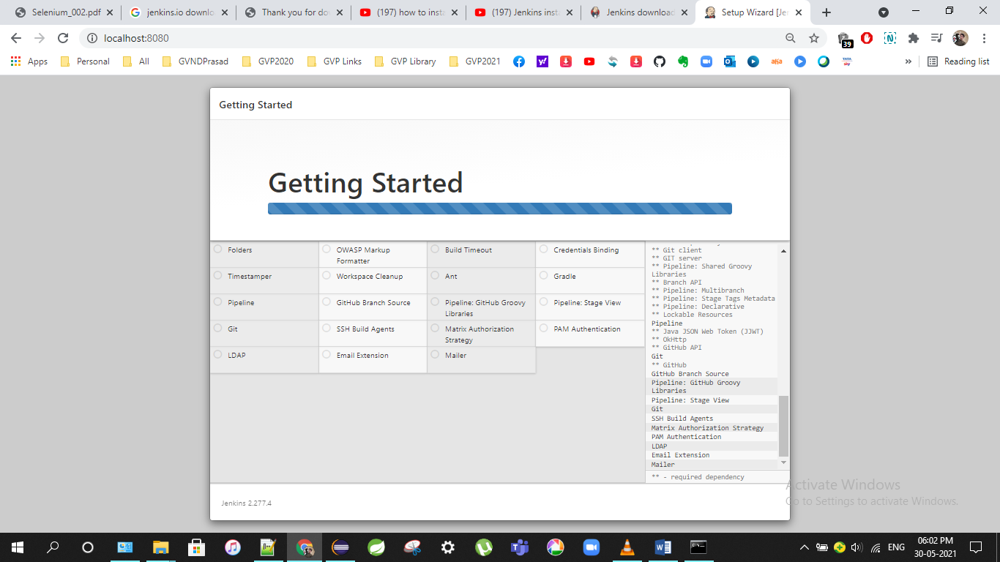 Selenium_002.pdf
jenkins.io downlo
Thank you for do
(197) how to insta
(197) Jenkins inst
Jenkins download
Setup Wizard [Je
localhost:8080
39
Apps
Personal
All
GVNDPrasad
GVP2020
GVP Links
GVP Library
GVP2021
aha
TATA
sky
»
Reading list
Getting Started
Getting Started
Folders
OWASP Markup
Formatter
Build Timeout
Credentials Binding
Timestamper
Workspace Cleanup
Ant
Gradle
Pipeline
GitHub Branch Source
Pipeline: GitHub Groovy
Libraries
Pipeline: Stage View
Git
SSH Build Agents
Matrix Authorization
Strategy
PAM Authentication
LDAP
Email Extension
Mailer
** Git client
** GIT server
** Pipeline: Shared Groovy
Libraries
** Branch API
** Pipeline: Multibranch
** Pipeline: Stage Tags Metadata
** Pipeline: Declarative
** Lockable Resources
Pipeline
** Java JSON Web Token (JJWT)
** OkHttp
** GitHub API
Git
** GitHub
GitHub Branch Source
Pipeline: GitHub Groovy
Libraries
Pipeline: Stage View
Git
SSH Build Agents
Matrix Authorization Strategy
PAM Authentication
LDAP
Email Extension
Mailer
** - required dependency
Activate Windows
Go to Settings to activate Windows.
Jenkins 2.277.4
ENG
06:02 PM
30-05-2021